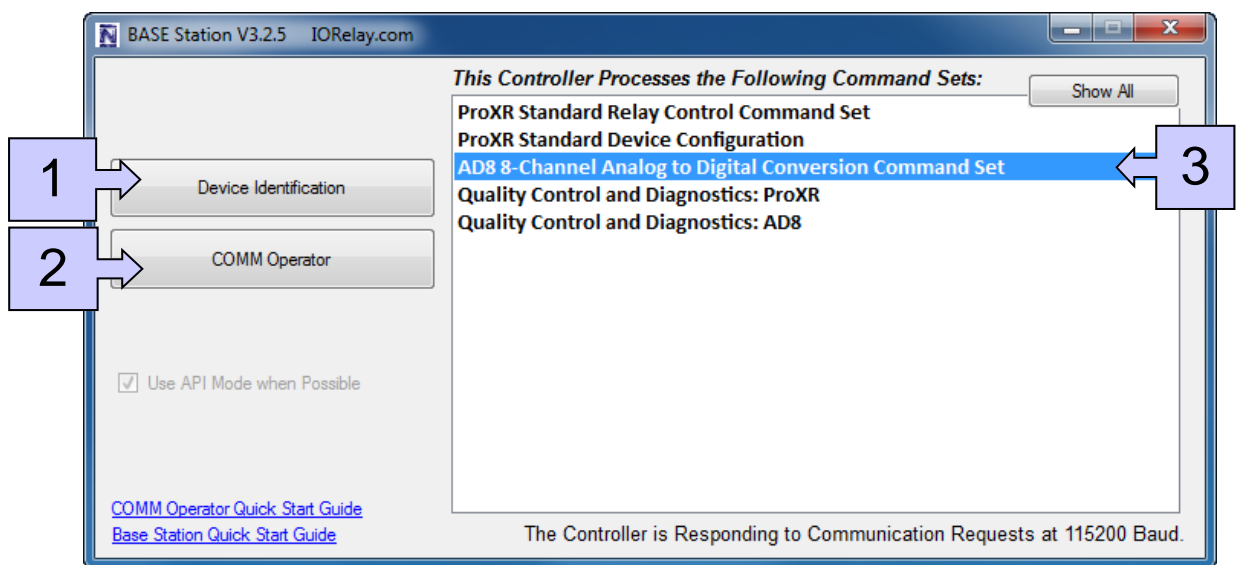 BASE Station V3.2.5 IORelay.com
This Controller Processes the Following Command Sets:
Show All
ProXR Standard Relay Control Command Set
ProXR Standard Device Configuration
AD8 8-Channel Analog to Digital Conversion Command Set
Quality Control and Diagnostics: ProXR
Quality Control and Diagnostics: AD8
1
Device Identification
2
COMM Operator
3
Use API Mode when Possible
COMM Operator Quick Start Guide
Base Station Quick Start Guide
The Controller is Responding to Communication Requests at 115200 Baud.